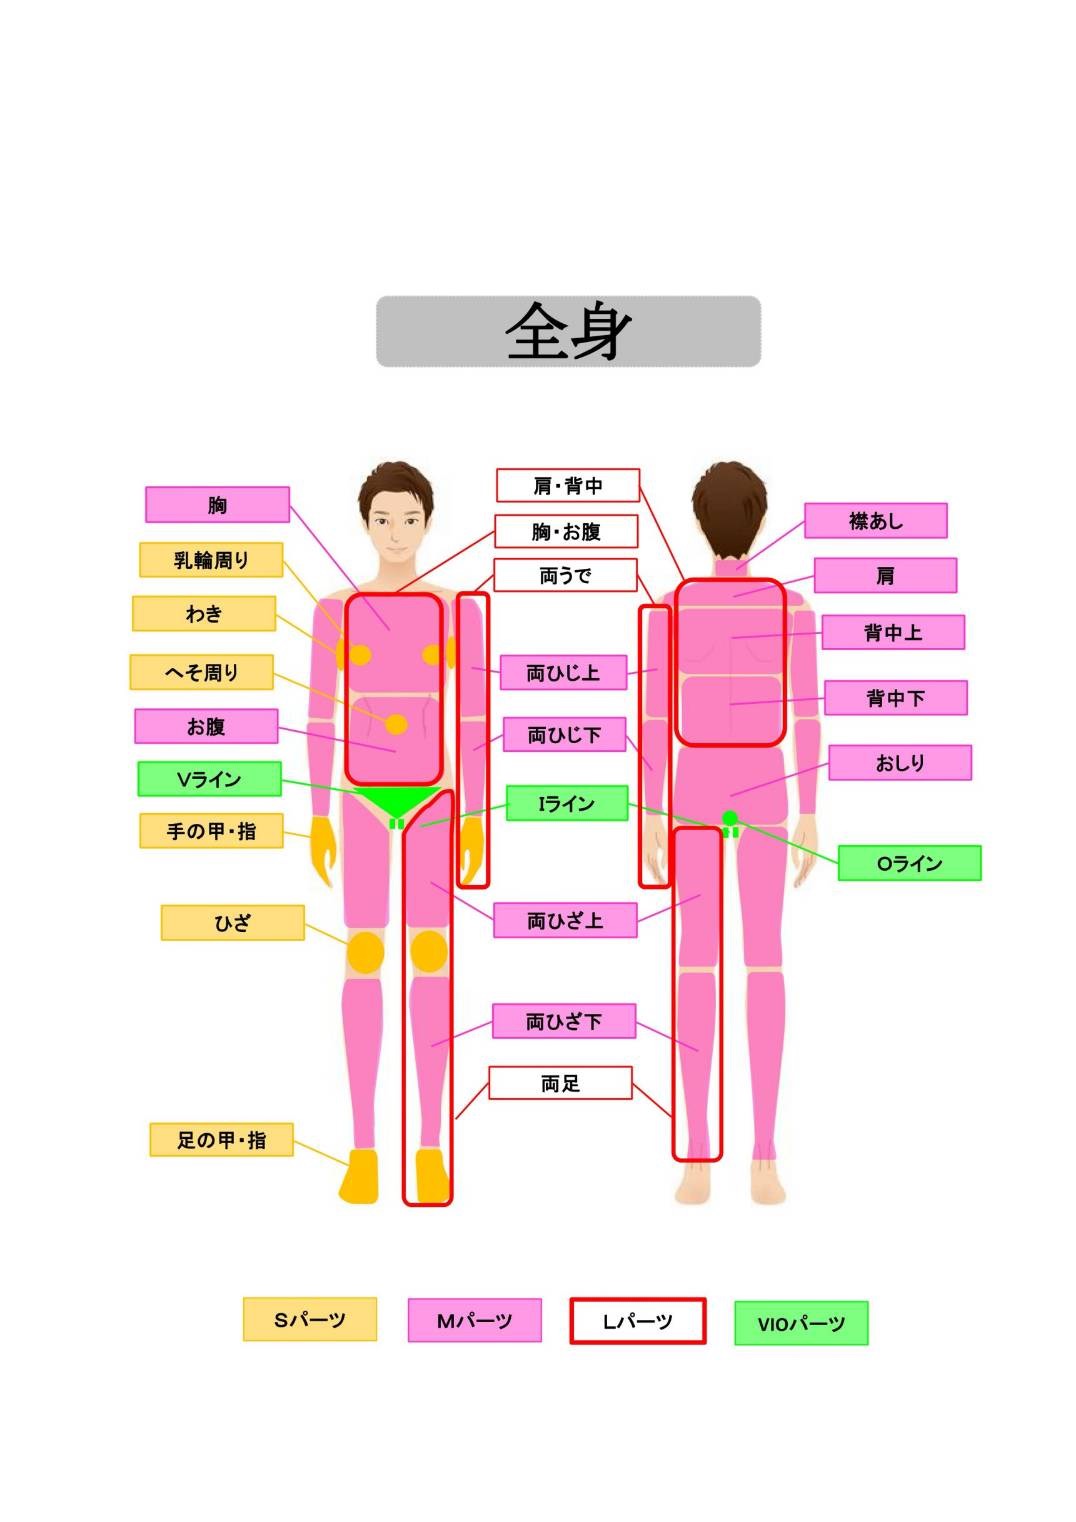 全身
胸
乳輪周り
わき
へそ周り
お腹
Vライン
手の甲・指
ひざ
足の甲・指
肩・背中
胸・お腹
両うで
両ひじ上
両ひじ下
Iライン
両ひざ上
両ひざ下
両足
襟あし
肩
背中上
背中下
おしり
Oライン
Sパーツ
Mパーツ
Lパーツ
VIOパーツ